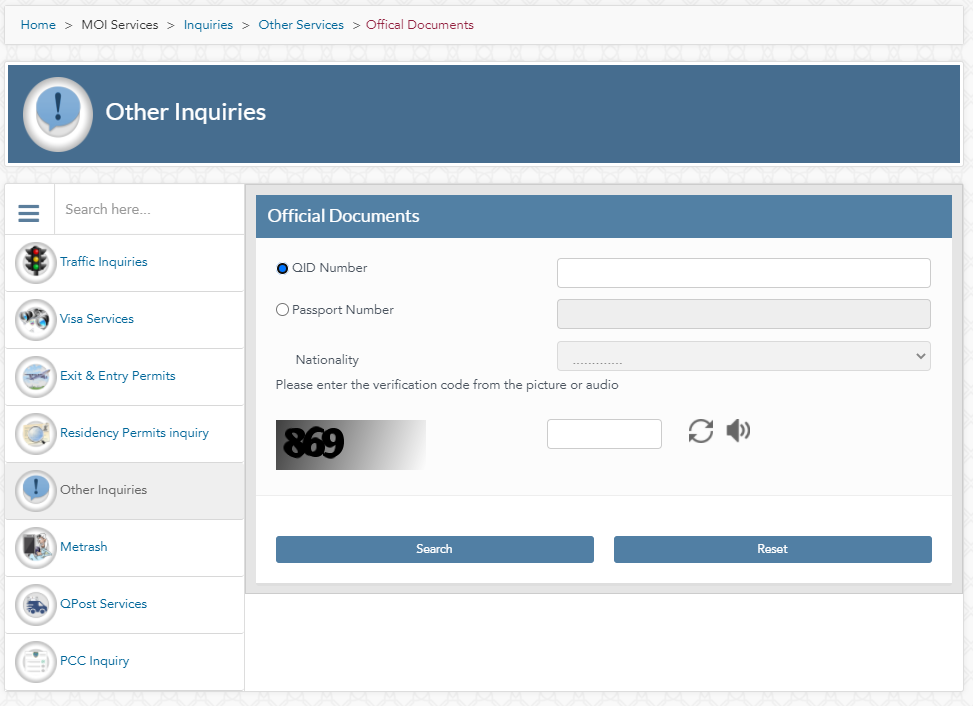 Home > MOI Services > Inquiries > Other Services > Offical Documents
Other Inquiries
Search here...
Traffic Inquiries
Visa Services
Exit & Entry Permits
Residency Permits inquiry
Other Inquiries
Metrash
QPost Services
PCC Inquiry
Official Documents
QID Number
Passport Number
Nationality
.............
Please enter the verification code from the picture or audio
869
Search
Reset